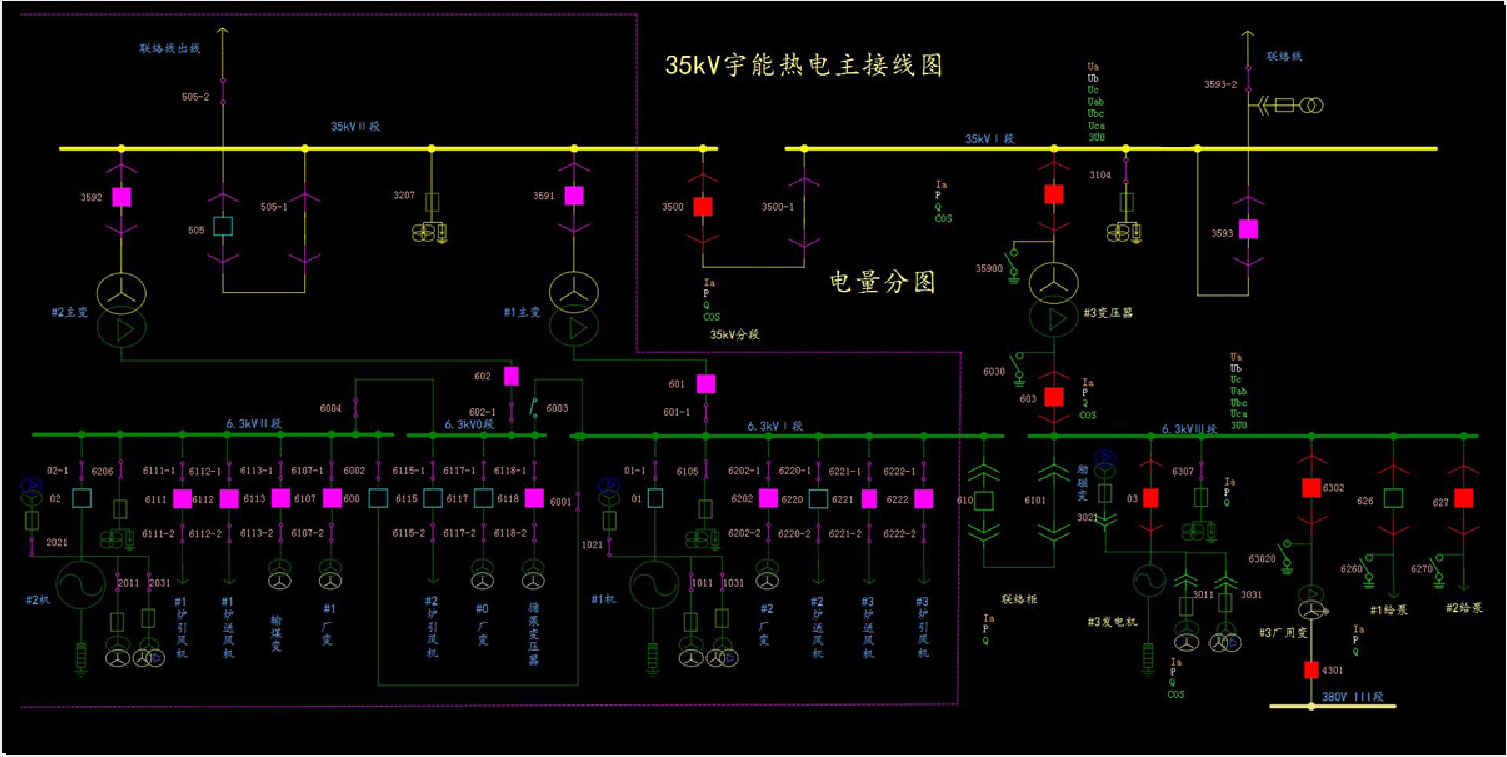 35kV宇能热电主接线图
联络线出线
505-2
35kVⅡ段
35kVⅠ段
Ua
Ub
Uc
Uab
Ubc
Uca
3U0
联络线
3593-2
3592
505
505-1
3207
3591
3500
3500-1
Ia
P
Q
COS
3104
3593
35900
电量分图
#2主变
#1主变
Ia
P
Q
COS
35kV分段
#3变压器
602
601
6030
603
Ia
P
Q
COS
Ua
Ub
Uc
Uab
Ubc
Uca
3U0
6004
602-1
6003
601-1
6.3kVⅡ段
6.3kV0段
6.3kVⅠ段
6.3kVⅢ段
02-1
6206
6111-1
6112-1
6113-1
6107-1
6002
6115-1
6117-1
6118-1
01-1
6105
6202-1
6220-1
6221-1
6222-1
励磁变
6307
Ia
P
Q
02
6111
6112
6113
6107
600
6115
6117
6118
6001
01
6202
6220
6221
6222
610
6101
3021
03
6302
626
627
2021
6111-2
6112-2
6113-2
6107-2
6115-2
6117-2
6118-2
1021
6202-2
6220-2
6221-2
6222-2
63020
6260
6270
#2机
2011
2031
#1炉引风机
#1炉送风机
输煤变
#1厂变
#2炉引风机
#0厂变
循泵变压器
#1机
1011
1031
#2厂变
#2炉送风机
#3炉送风机
#3炉引风机
联络柜
Ia
P
Q
#3发电机
3011
3031
#3厂用变
Ia
P
Q
#1给泵
#2给泵
Ia
P
Q
COS
4301
380V III段